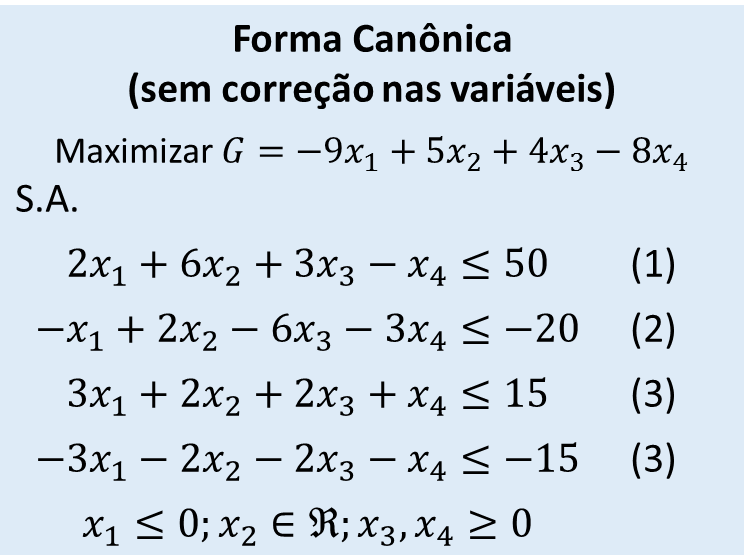 Forma Canônica
(sem correção nas variáveis)
Maximizar G = −9x₁ + 5x₂ + 4x₃ − 8x₄
S.A.
2x₁ + 6x₂ + 3x₃ − x₄ ≤ 50 (1)
−x₁ + 2x₂ − 6x₃ − 3x₄ ≤ −20 (2)
3x₁ + 2x₂ + 2x₃ + x₄ ≤ 15 (3)
−3x₁ − 2x₂ − 2x₃ − x₄ ≤ −15 (3)
x₁ ≤ 0; x₂ ∈ ℜ; x₃, x₄ ≥ 0